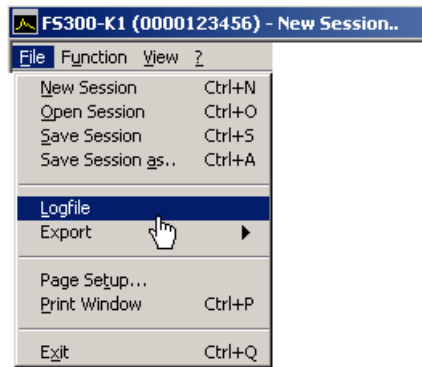 FS300-K1 (0000123456) - New Session..
File Function View ?
New Session Ctrl+N
Open Session Ctrl+O
Save Session Ctrl+S
Save Session as.. Ctrl+A
Logfile
Export
Page Setup...
Print Window Ctrl+P
Exit Ctrl+Q